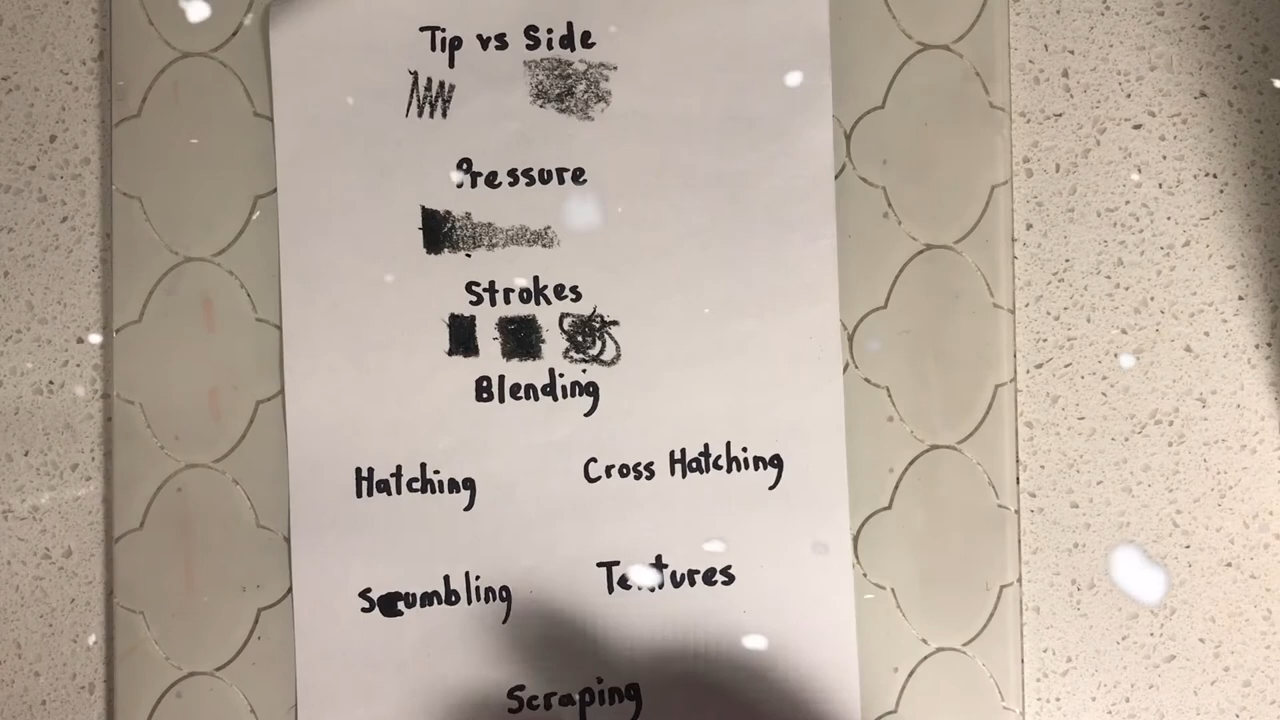 Tip vs Side
Pressure
Strokes
Blending
Hatching
Cross Hatching
Scumbling
Textures
Scraping